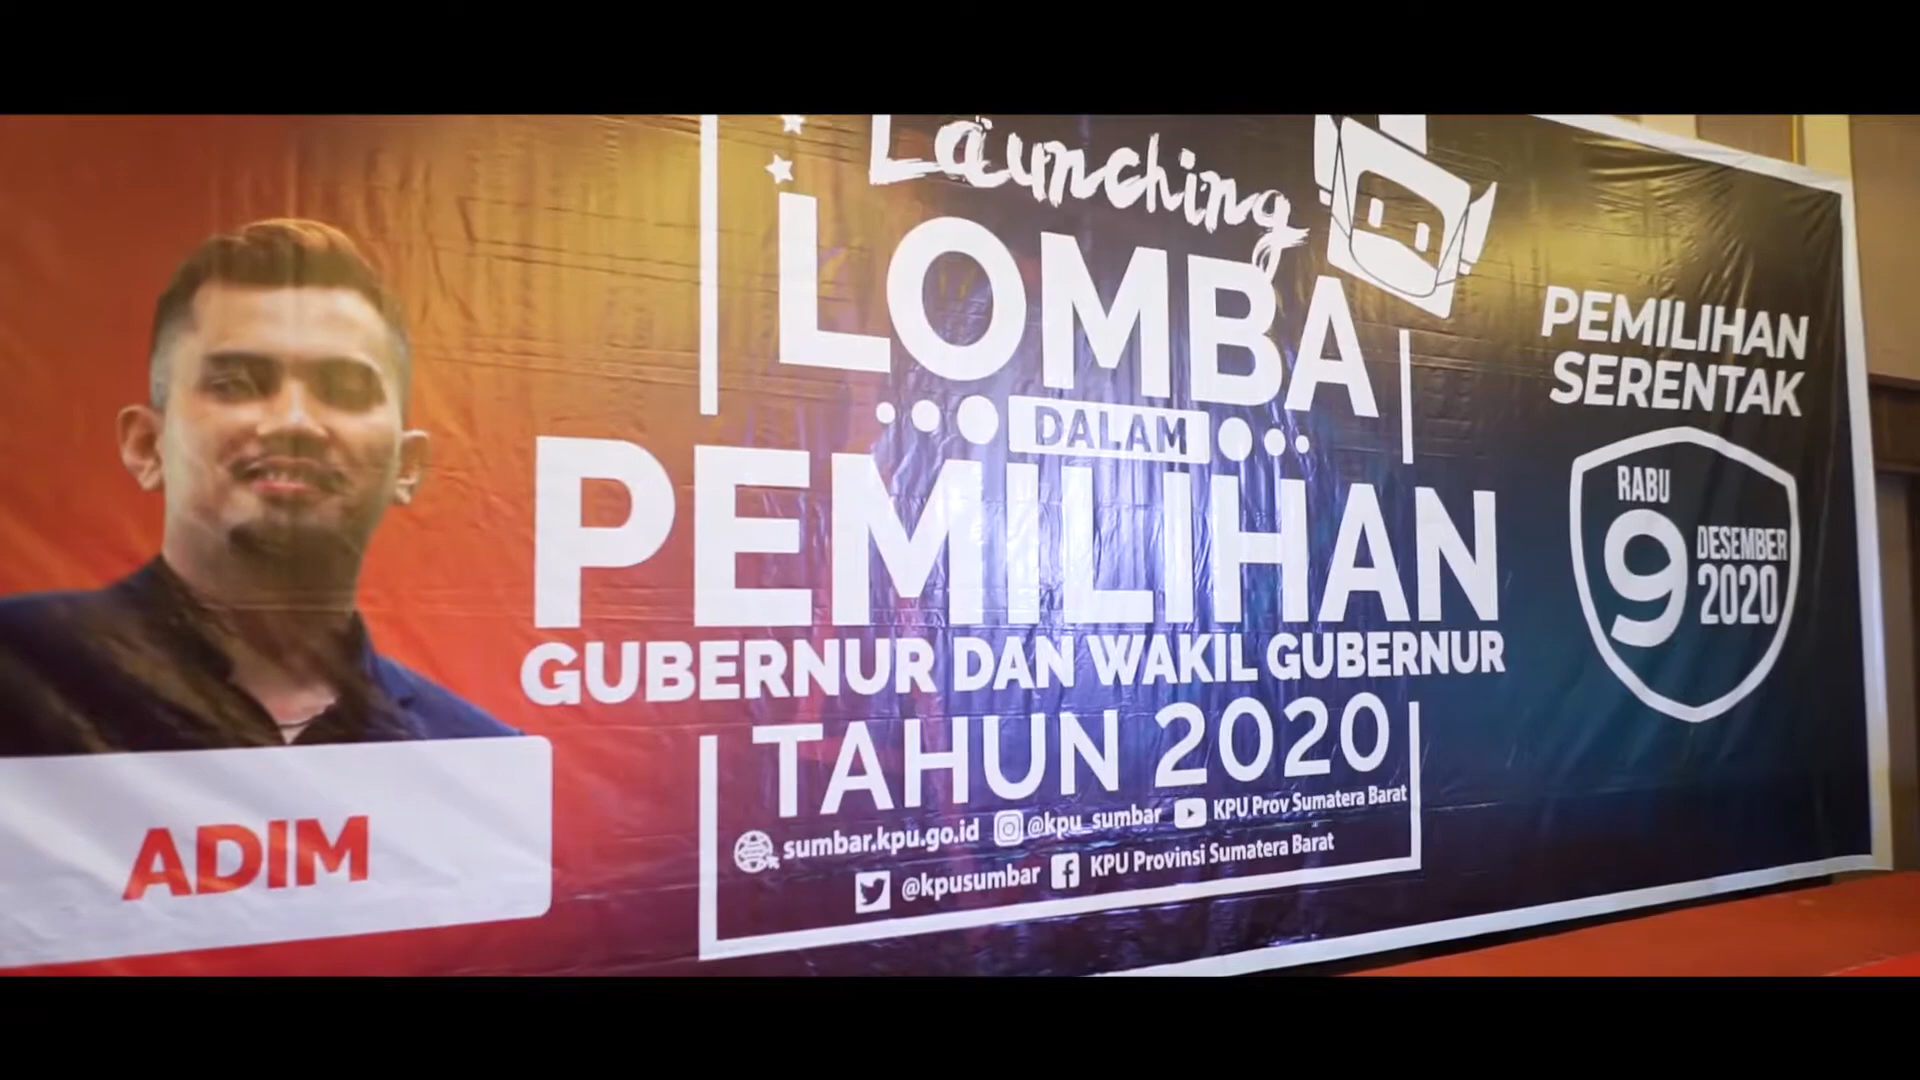 Launching
LOMBA
DALAM
PEMILIHAN
GUBERNUR DAN WAKIL GUBERNUR
TAHUN 2020
sumbar.kpu.go.id @kpu_sumbar KPU Prov Sumatera Barat
@kpusumbar KPU Provinsi Sumatera Barat
ADIM
PEMILIHAN
SERENTAK
RABU
9 DESEMBER
2020